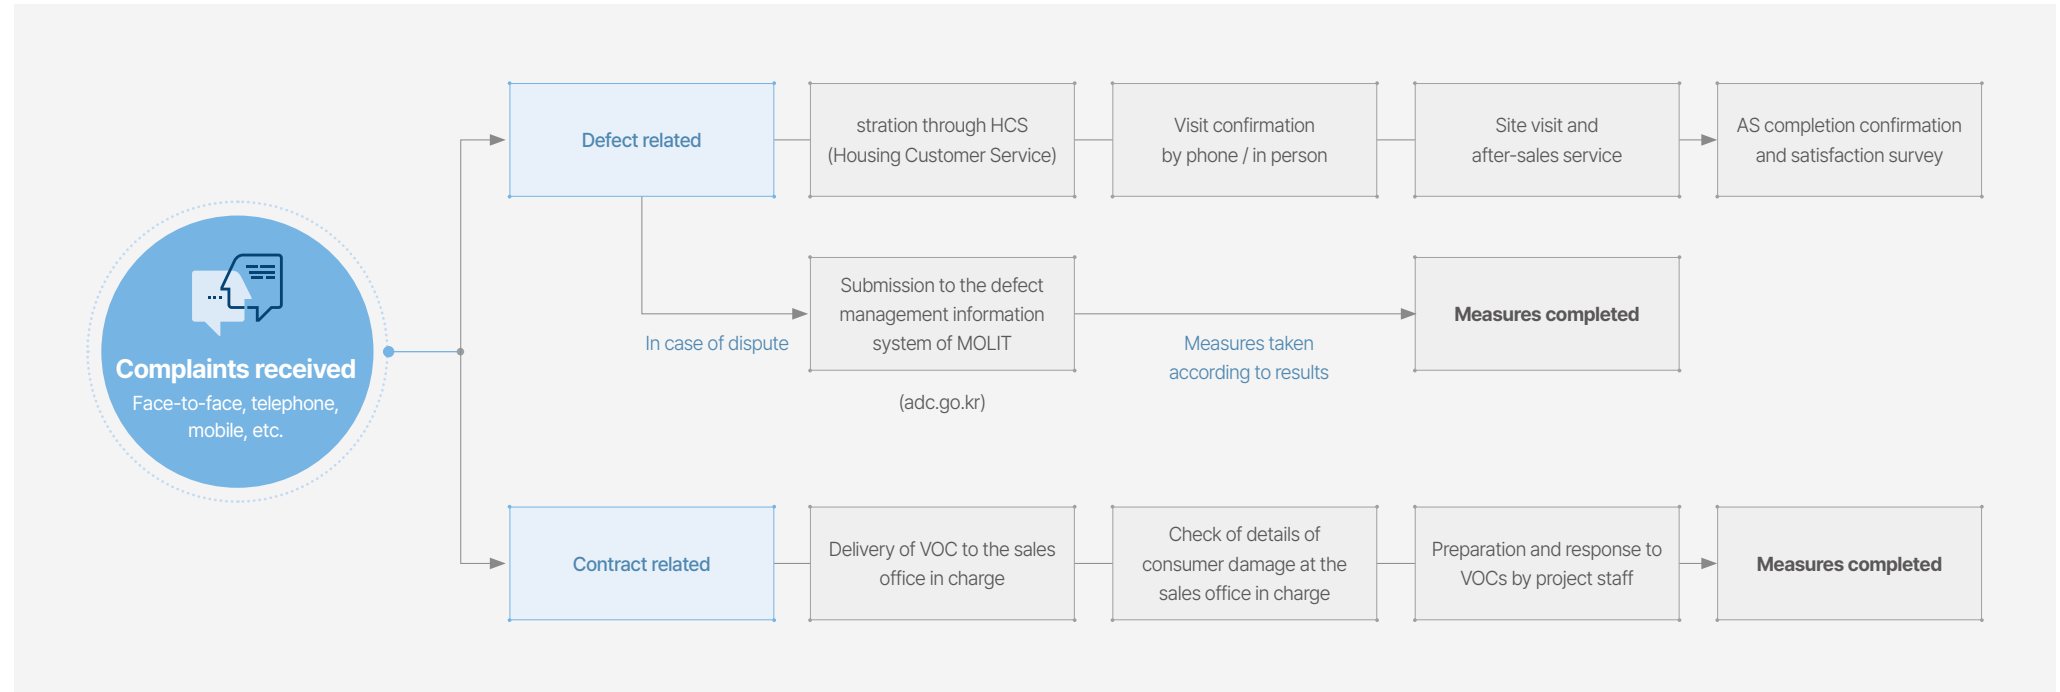 Complaints received
Face-to-face, telephone,
mobile, etc.
Defect related
stration through HCS
(Housing Customer Service)
Visit confirmation
by phone / in person
Site visit and
after-sales service
AS completion confirmation
and satisfaction survey
In case of dispute
Submission to the defect
management information
system of MOLIT
(adc.go.kr)
Measures taken
according to results
Measures completed
Contract related
Delivery of VOC to the sales
office in charge
Check of details of
consumer damage at the
sales office in charge
Preparation and response to
VOCs by project staff
Measures completed